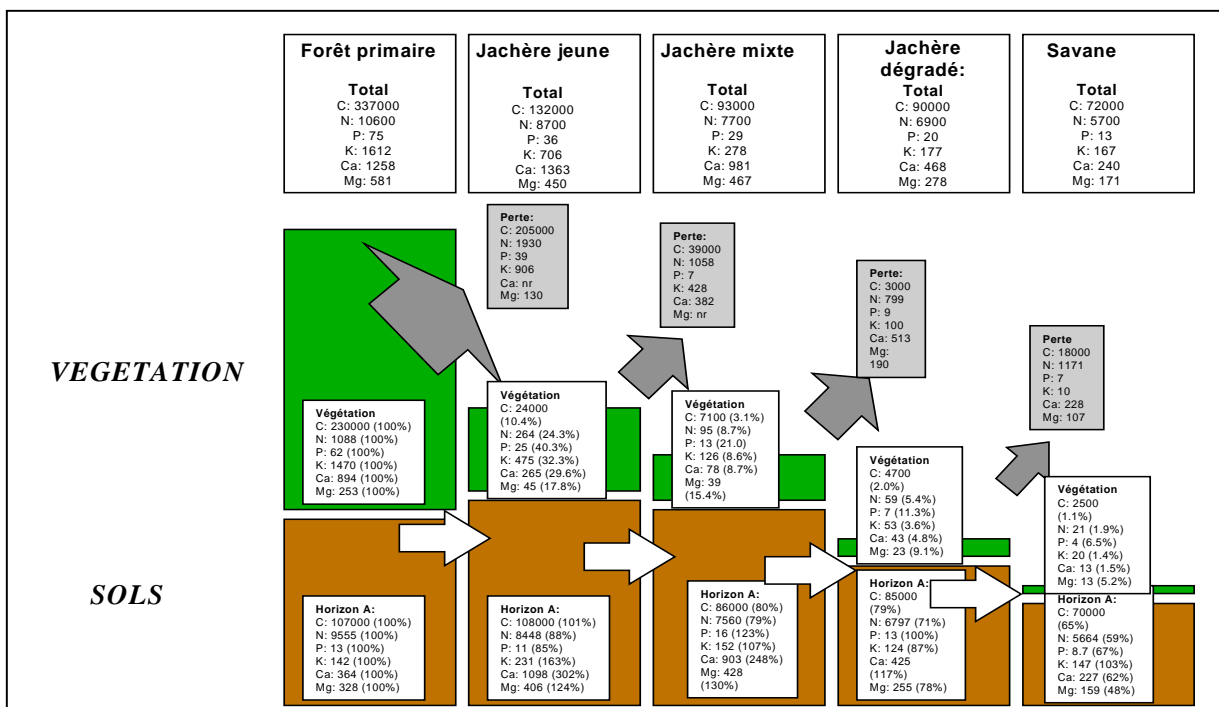 Forêt primaire
Total
C: 337000
N: 10600
P: 75
K: 1612
Ca: 1258
Mg: 581
Jachère jeune
Total
C: 132000
N: 8700
P: 36
K: 706
Ca: 1363
Mg: 450
Jachère mixte
Total
C: 93000
N: 7700
P: 29
K: 278
Ca: 981
Mg: 467
Jachère
dégradé:
Total
C: 90000
N: 6900
P: 20
K: 177
Ca: 468
Mg: 278
Savane
Total
C: 72000
N: 5700
P: 13
K: 167
Ca: 240
Mg: 171
Perte:
C: 205000
N: 1930
P: 39
K: 906
Ca: nr
Mg: 130
Perte:
C: 39000
N: 1058
P: 7
K: 428
Ca: 382
Mg: nr
Perte:
C: 3000
N: 799
P: 9
K: 100
Ca: 513
Mg:
190
Perte
C: 18000
N: 1171
P: 7
K: 10
Ca: 228
Mg: 107
VEGETATION
Végétation
C: 230000 (100%)
N: 1088 (100%)
P: 62 (100%)
K: 1470 (100%)
Ca: 894 (100%)
Mg: 253 (100%)
Végétation
C: 24000
(10.4%)
N: 264 (24.3%)
P: 25 (40.3%)
K: 475 (32.3%)
Ca: 265 (29.6%)
Mg: 45 (17.8%)
Végétation
C: 7100 (3.1%)
N: 95 (8.7%)
P: 13 (21.0)
K: 126 (8.6%)
Ca: 78 (8.7%)
Mg: 39
(15.4%)
Végétation
C: 4700
(2.0%)
N: 59 (5.4%)
P: 7 (11.3%)
K: 53 (3.6%)
Ca: 43 (4.8%)
Mg: 23 (9.1%)
Végétation
C: 2500
(1.1%)
N: 21 (1.9%)
P: 4 (6.5%)
K: 20 (1.4%)
Ca: 13 (1.5%)
Mg: 13 (5.2%)
SOLS
Horizon A:
C: 107000 (100%)
N: 9555 (100%)
P: 13 (100%)
K: 142 (100%)
Ca: 364 (100%)
Mg: 328 (100%)
Horizon A:
C: 108000 (101%)
N: 8448 (88%)
P: 11 (85%)
K: 231 (163%)
Ca: 1098 (302%)
Mg: 406 (124%)
Horizon A:
C: 86000 (80%)
N: 7560 (79%)
P: 16 (123%)
K: 152 (107%)
Ca: 903 (248%)
Mg: 428
(130%)
Horizon A:
C: 85000
(79%)
N: 6797 (71%)
P: 13 (100%)
K: 124 (87%)
Ca: 425
(117%)
Mg: 255 (78%)
Horizon A:
C: 70000
(65%)
N: 5664 (59%)
P: 8.7 (67%)
K: 147 (103%)
Ca: 227 (62%)
Mg: 159 (48%)